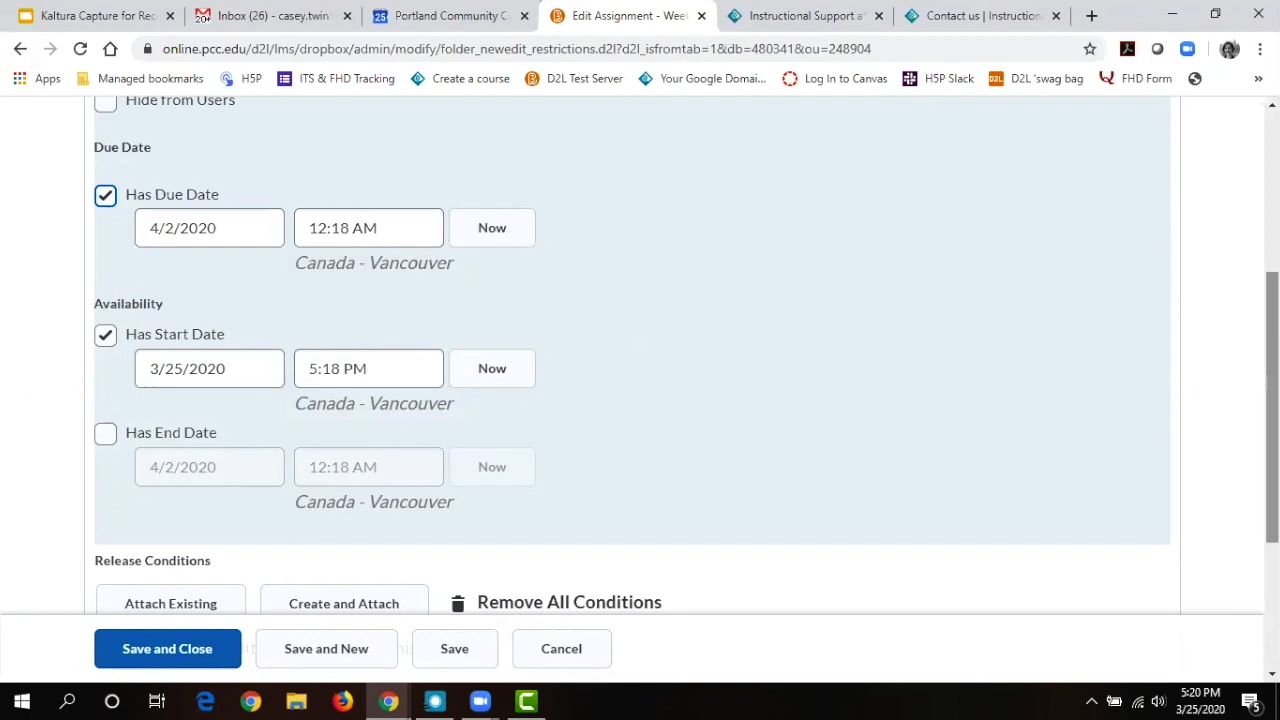 Kaltura Capture for Rec
Inbox (26) - casey.twin
Portland Community C
Edit Assignment - Wee
Instructional Support a
Contact us | Instruction
online.pcc.edu/d2l/lms/dropbox/admin/modify/folder_newedit_restrictions.d2l?d2l_isfromtab=1&db=480341&ou=248904
Apps
Managed bookmarks
H5P
ITS & FHD Tracking
Create a course
D2L Test Server
Your Google Domai...
Log In to Canvas
H5P Slack
D2L 'swag bag
FHD Form
»
Hide from Users
Due Date
Has Due Date
4/2/2020 12:18 AM Now
Canada - Vancouver
Availability
Has Start Date
3/25/2020 5:18 PM Now
Canada - Vancouver
Has End Date
4/2/2020 12:18 AM Now
Canada - Vancouver
Release Conditions
Attach Existing Create and Attach Remove All Conditions
Save and Close Save and New Save Cancel
5:20 PM
3/25/2020
5